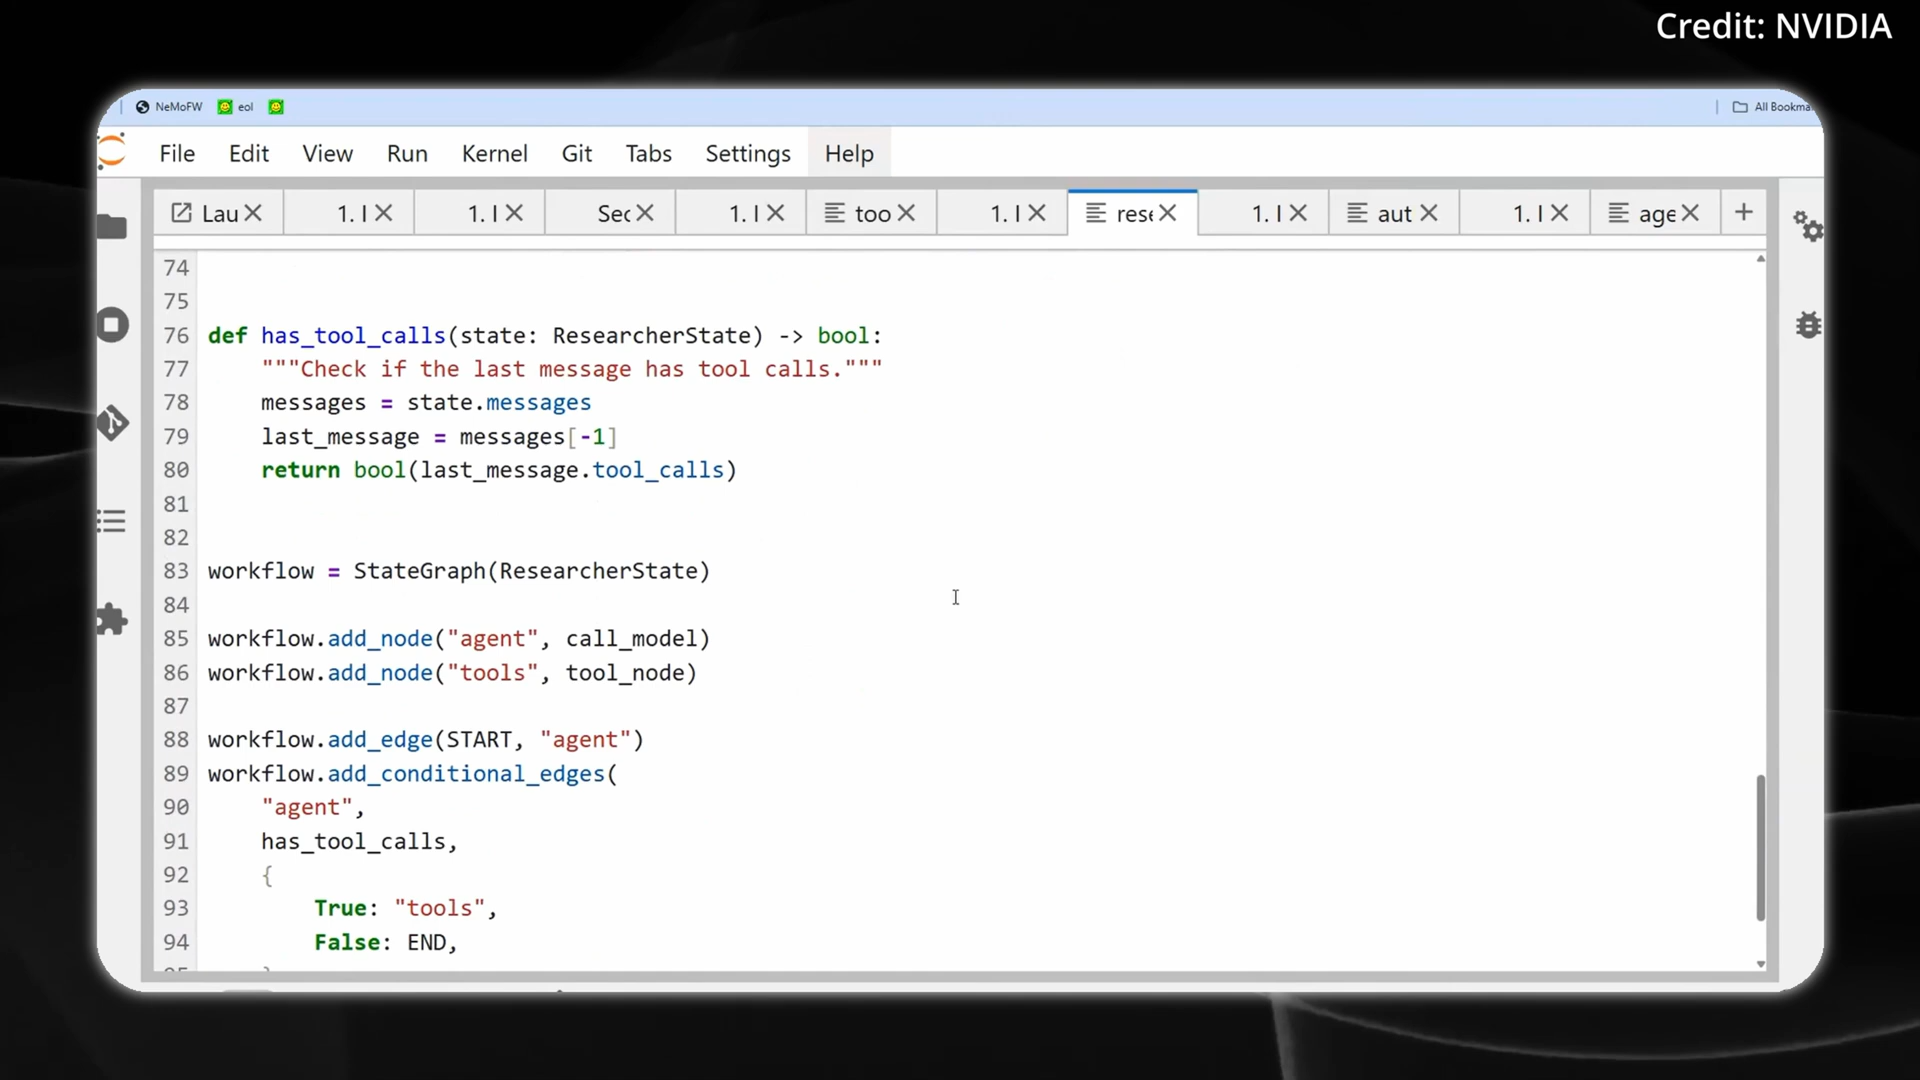 Credit: NVIDIA
NeMoFW eol All Bookma
File Edit View Run Kernel Git Tabs Settings Help
Lau 1. I 1. I Sec 1. I too 1. I rese 1. I aut 1. I age
74
75
76 def has_tool_calls(state: ResearcherState) -> bool:
77 """Check if the last message has tool calls."""
78 messages = state.messages
79 last_message = messages[-1]
80 return bool(last_message.tool_calls)
81
82
83 workflow = StateGraph(ResearcherState)
84
85 workflow.add_node("agent", call_model)
86 workflow.add_node("tools", tool_node)
87
88 workflow.add_edge(START, "agent")
89 workflow.add_conditional_edges(
90 "agent",
91 has_tool_calls,
92 {
93 True: "tools",
94 False: END,